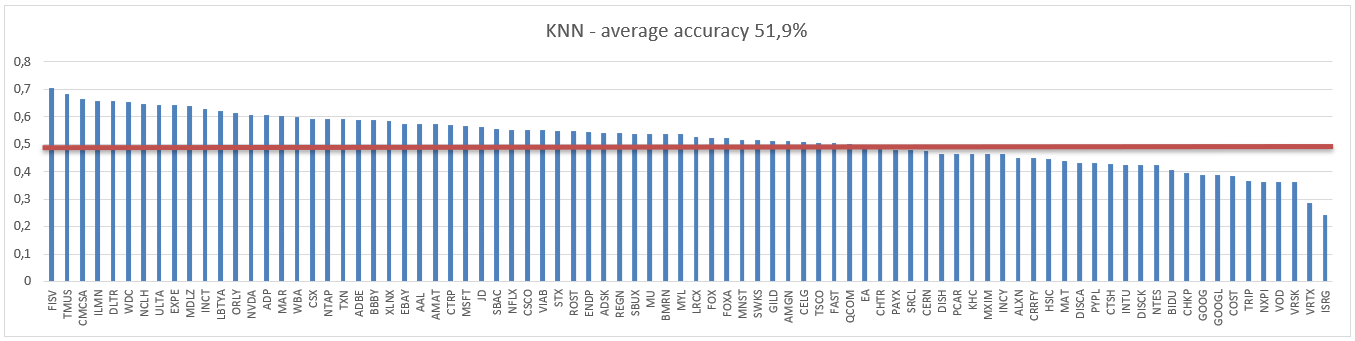 KNN - average accuracy 51,9%
0,8
0,7
0,6
0,5
0,4
0,3
0,2
0,1
0
FISV
TMUS
CMCSA
ILMN
DLTR
WDC
NCLH
ULTA
EXPE
MDLZ
INCT
LBTYA
ORLY
NVDA
ADP
MAR
WBA
CSX
NTAP
TXN
ADBE
BBBY
XLNX
EBAY
AAL
AMAT
CTRP
MSFT
JD
SBAC
NFLX
CSCO
VIAB
STX
ROST
ENDP
ADSK
REGN
SBUX
MU
BMRN
MYL
LRCX
FOX
FOXA
MNST
SWKS
GILD
AMGN
CELG
TSCO
FAST
QCOM
EA
CHTR
PAYX
SRCL
CERN
DISH
PCAR
KHC
MXIM
INCY
ALXN
CRRFY
HSIC
MAT
DISCA
PYPL
CTSH
INTU
DISCK
NTES
BIDU
CHKP
GOOG
GOOGL
COST
TRIP
NXPI
VOD
VRSK
VRTX
ISRG